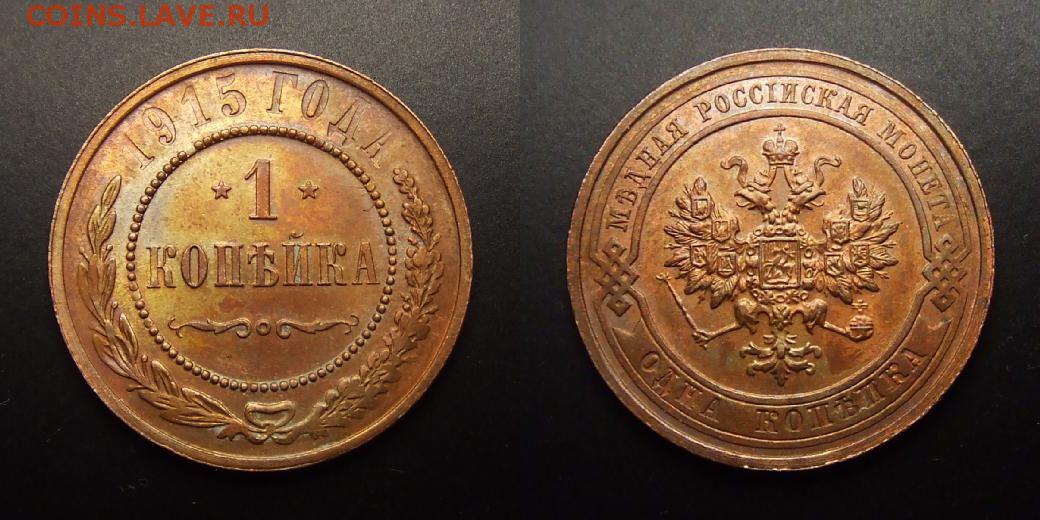 COINS.LAVE.RU
1915 ГОДА
1
КОПѢЙКА
МѢДНАЯ РОССІЙСКАЯ МОНЕТА
ОДНА КОПѢЙКА